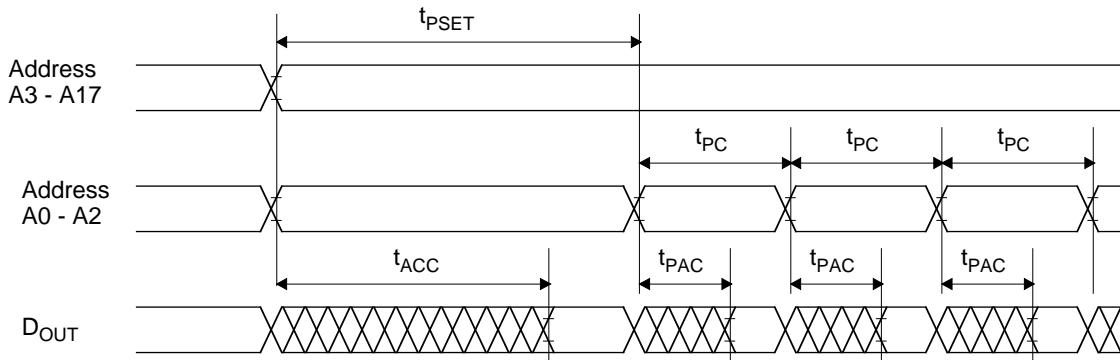 tPSET
Address
A3 - A17
tPC
tPC
tPC
Address
A0 - A2
tACC
tPAC
tPAC
tPAC
DOUT